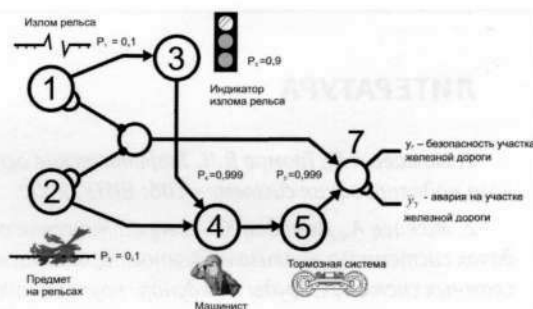 Излом рельса
P₁ = 0,1
1
3
P₃=0,9
Индикатор
излома рельса
ЛИТЕРАТУРА
2
P₄=0,999
P₅=0,999
7
y₇ – безопасность участка
железной дороги
4
5
ȳ₇ - авария на участке
железной дороги
P₂ = 0,1
Предмет
на рельсах
Машинист
Тормозная система